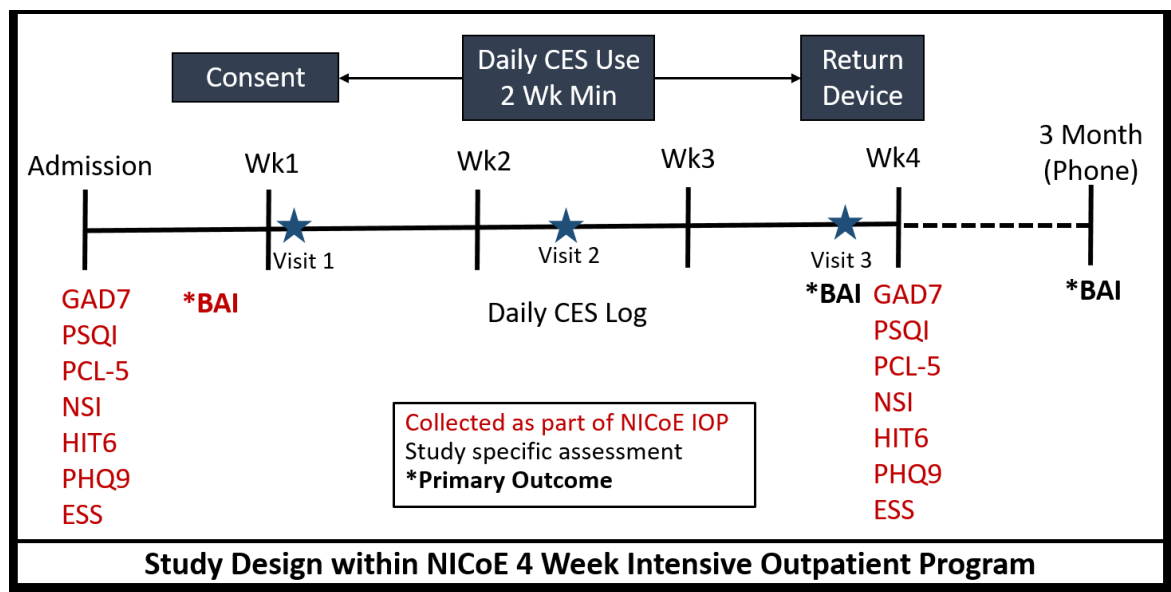 Consent
Daily CES Use
2 Wk Min
Return
Device
Admission
Wk1
Wk2
Wk3
Wk4
3 Month
(Phone)
Visit 1
Visit 2
Visit 3
GAD7
PSQI
PCL-5
NSI
HIT6
PHQ9
ESS
*BAI
Daily CES Log
*BAI
GAD7
PSQI
PCL-5
NSI
HIT6
PHQ9
ESS
*BAI
Collected as part of NICoE IOP
Study specific assessment
*Primary Outcome
Study Design within NICoE 4 Week Intensive Outpatient Program